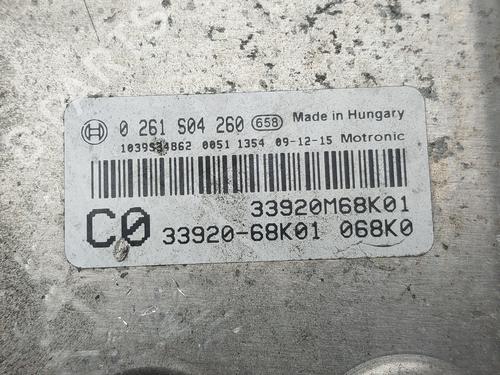 0 261 S04 260 658 Made in Hungary
1039S34862 0051 1354 09-12-15 Motronic
33920M68K01
C0 33920-68K01 068K0